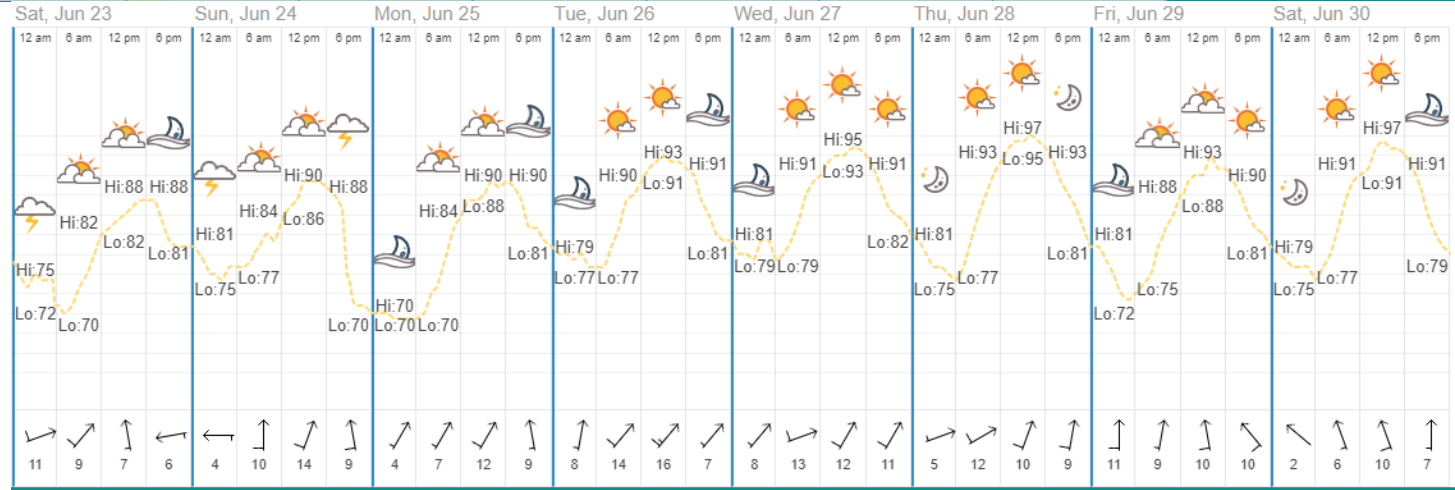 Sat, Jun 23 Sun, Jun 24 Mon, Jun 25 Tue, Jun 26 Wed, Jun 27 Thu, Jun 28 Fri, Jun 29 Sat, Jun 30
12 am 6 am 12 pm 6 pm 12 am 6 am 12 pm 6 pm 12 am 6 am 12 pm 6 pm 12 am 6 am 12 pm 6 pm 12 am 6 am 12 pm 6 pm 12 am 6 am 12 pm 6 pm 12 am 6 am 12 pm 6 pm 12 am 6 am 12 pm 6 pm
Hi:75 Hi:82 Hi:88 Hi:88 Hi:81 Hi:84 Hi:90 Hi:88 Hi:70 Hi:84 Hi:90 Hi:90 Hi:79 Hi:90 Hi:93 Hi:91 Hi:81 Hi:91 Hi:95 Hi:91 Hi:81 Hi:93 Hi:97 Hi:93 Hi:81 Hi:88 Hi:93 Hi:90 Hi:79 Hi:91 Hi:97 Hi:91
Lo:72 Lo:70 Lo:82 Lo:81 Lo:75 Lo:77 Lo:86 Lo:70 Lo:70 Lo:70 Lo:88 Lo:81 Lo:77 Lo:77 Lo:91 Lo:81 Lo:79 Lo:79 Lo:93 Lo:82 Lo:75 Lo:77 Lo:95 Lo:81 Lo:72 Lo:75 Lo:88 Lo:81 Lo:75 Lo:77 Lo:91 Lo:79
11 9 7 6 4 10 14 9 4 7 12 9 8 14 16 7 8 13 12 11 5 12 10 9 11 9 10 10 2 6 10 7